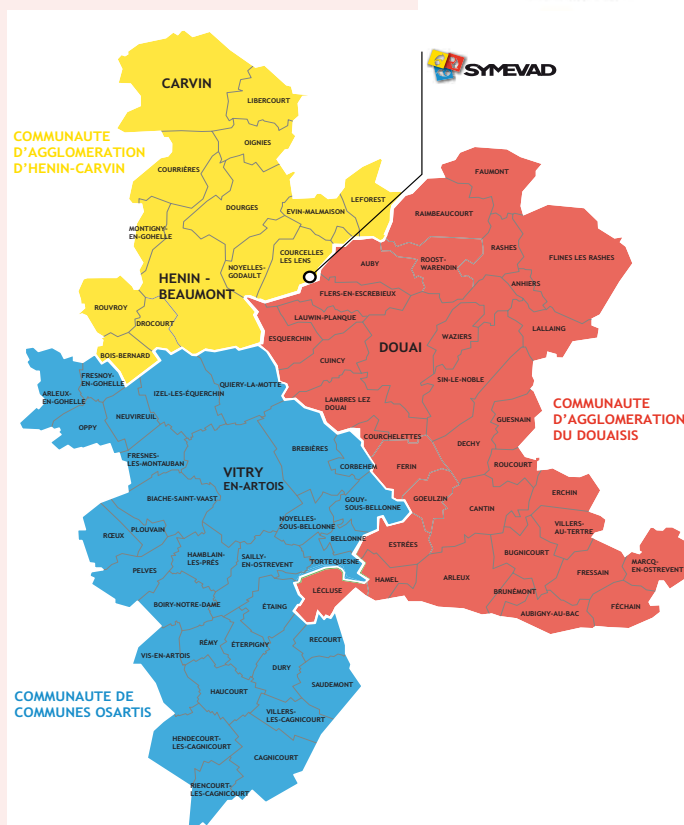 SYMEVAD
CARVIN
LIBERCOURT
COMMUNAUTE
D'AGGLOMERATION
D'HENIN-CARVIN
OIGNIES
COURRIÈRES
LEFOREST
DOURGES
EVIN-MALMAISON
MONTIGNY-
EN-GOHELLE
COURCELLES
LES LENS
NOYELLES-
GODAULT
HENIN -
BEAUMONT
ROUVROY
DROCOURT
BOIS-BERNARD
FAUMONT
RAIMBEAUCOURT
RASHES
FLINES LES RASHES
AUBY
ROOST-
WARENDIN
ANHIERS
FLERS-EN-ESCREBIEUX
LAUWIN-PLANQUE
LALLAING
ESQUERCHIN
WAZIERS
DOUAI
CUINCY
SIN-LE-NOBLE
LAMBRES LEZ
DOUAI
GUESNAIN
COMMUNAUTE
D'AGGLOMERATION
DU DOUAISIS
COURCHELETTES
DECHY
ROUCOURT
FERIN
GOEULZIN
CANTIN
ERCHIN
VILLERS-
AU-TERTRE
ESTRÉES
BUGNICOURT
MARCQ-
EN-OSTREVENT
HAMEL
ARLEUX
FRESSAIN
BRUNÉMONT
AUBIGNY-AU-BAC
FÉCHAIN
LÉCLUSE
FRESNOY-
EN-GOHELLE
ARLEUX-
EN-GOHELLE
IZEL-LES-ÉQUERCHIN
QUIERY-LA-MOTTE
OPPY
NEUVIREUIL
BREBIÈRES
FRESNES-
LES-MONTAUBAN
VITRY
EN-ARTOIS
CORBEHEM
BIACHE-SAINT-VAAST
GOUY-
SOUS-BELLONNE
NOYELLES-
SOUS-BELLONNE
RŒUX
PLOUVAIN
BELLONNE
HAMBLAIN-
LES-PRÉS
SAILLY-
EN-OSTREVENT
TORTEQUESNE
PELVES
BOIRY-NOTRE-DAME
ÉTAING
RÉMY
ÉTERPIGNY
RECOURT
VIS-EN-ARTOIS
DURY
SAUDEMONT
HAUCOURT
COMMUNAUTE DE
COMMUNES OSARTIS
VILLERS-
LES-CAGNICOURT
HENDECOURT-
LES-CAGNICOURT
CAGNICOURT
RIENCOURT-
LES-CAGNICOURT